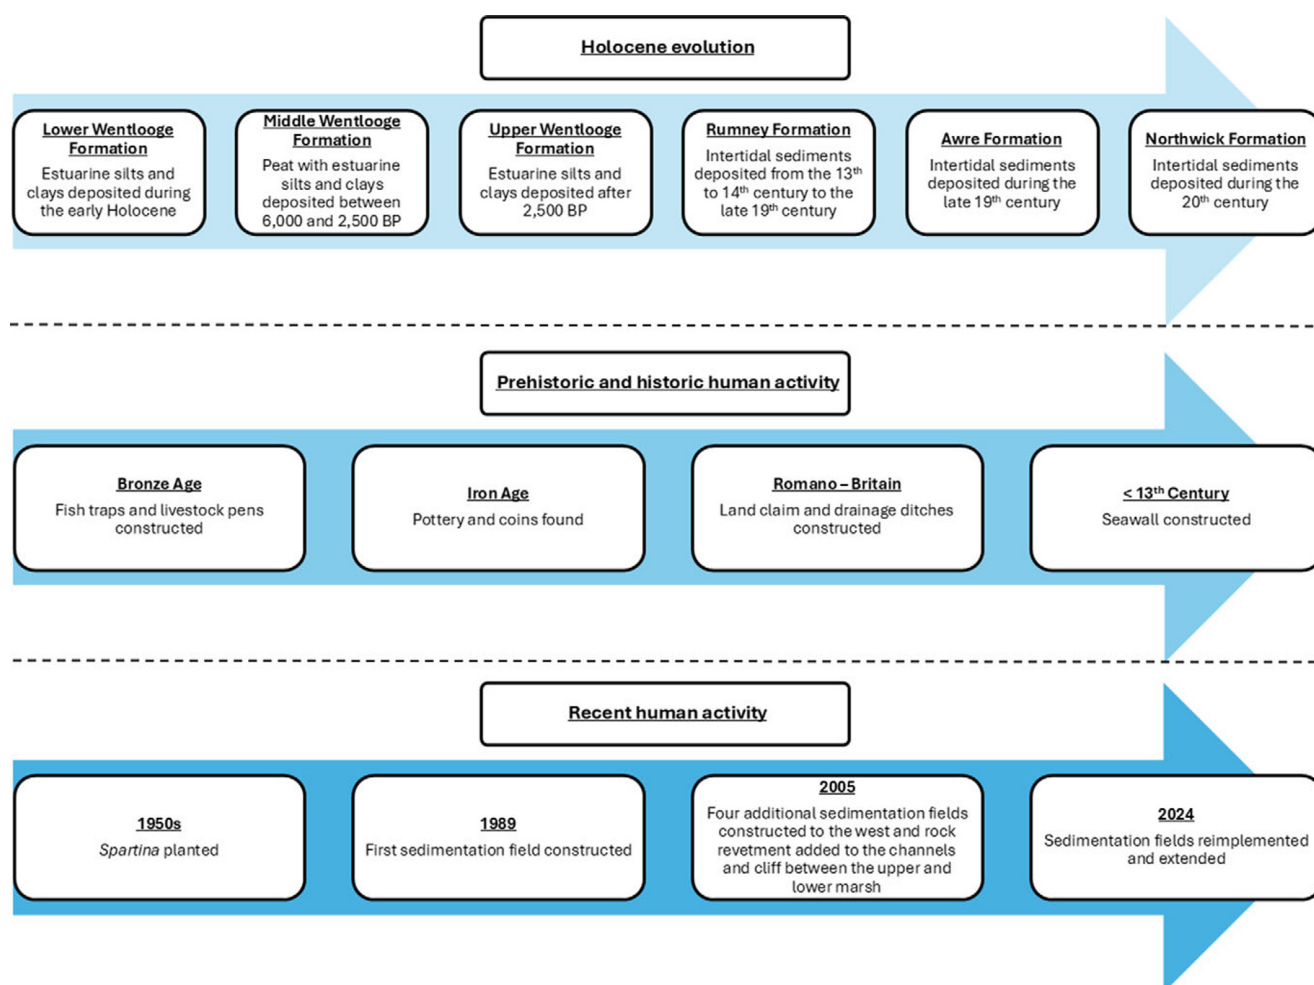 Holocene evolution
Lower Wentlooge
Formation
Estuarine silts and
clays deposited during
the early Holocene
Middle Wentlooge
Formation
Peat with estuarine
silts and clays
deposited between
6,000 and 2,500 BP
Upper Wentlooge
Formation
Estuarine silts and
clays deposited after
2,500 BP
Rumney Formation
Intertidal sediments
deposited from the 13th
to 14th century to the
late 19th century
Awre Formation
Intertidal sediments
deposited during the
late 19th century
Northwick Formation
Intertidal sediments
deposited during the
20th century
Prehistoric and historic human activity
Bronze Age
Fish traps and livestock pens
constructed
Iron Age
Pottery and coins found
Romano – Britain
Land claim and drainage ditches
constructed
< 13th Century
Seawall constructed
Recent human activity
1950s
Spartina planted
1989
First sedimentation field constructed
2005
Four additional sedimentation fields
constructed to the west and rock
revetment added to the channels
and cliff between the upper and
lower marsh
2024
Sedimentation fields reimplemented
and extended